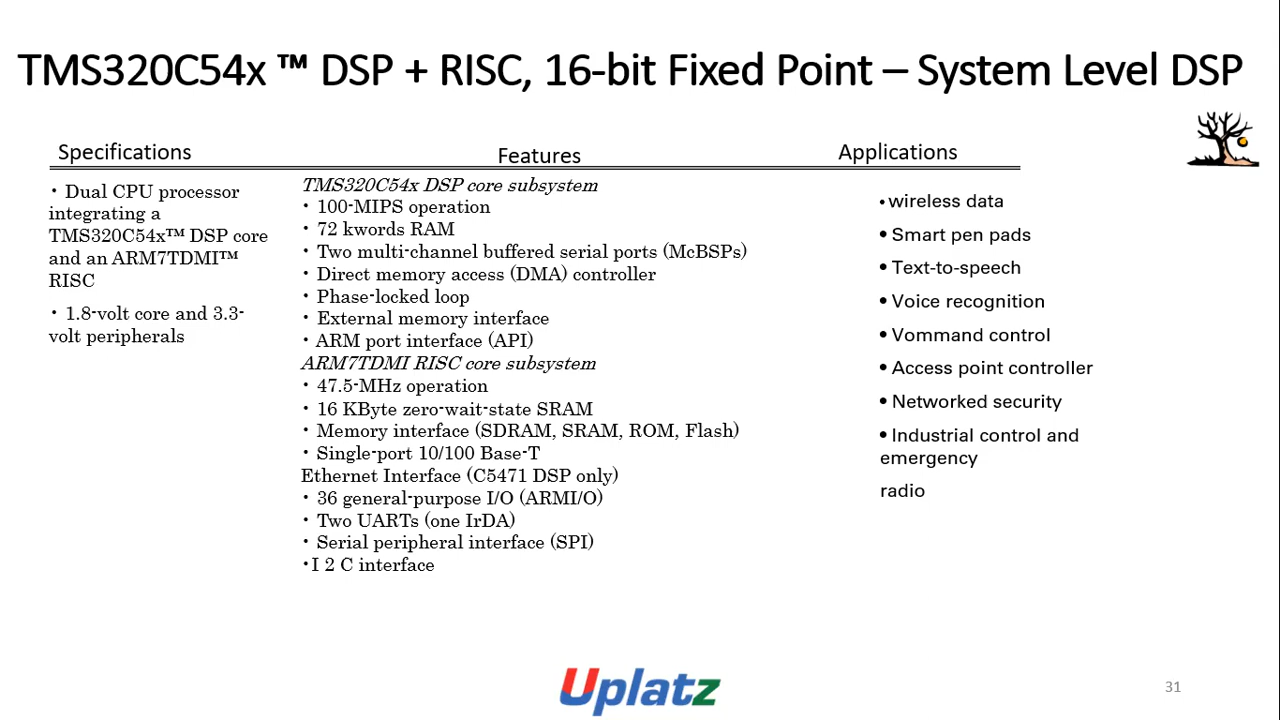 TMS320C54x ™ DSP + RISC, 16-bit Fixed Point – System Level DSP
Specifications
• Dual CPU processor
integrating a
TMS320C54x™ DSP core
and an ARM7TDMI™
RISC
• 1.8-volt core and 3.3-
volt peripherals
Features
TMS320C54x DSP core subsystem
• 100-MIPS operation
• 72 kwords RAM
• Two multi-channel buffered serial ports (McBSPs)
• Direct memory access (DMA) controller
• Phase-locked loop
• External memory interface
• ARM port interface (API)
ARM7TDMI RISC core subsystem
• 47.5-MHz operation
• 16 KByte zero-wait-state SRAM
• Memory interface (SDRAM, SRAM, ROM, Flash)
• Single-port 10/100 Base-T
Ethernet Interface (C5471 DSP only)
• 36 general-purpose I/O (ARMI/O)
• Two UARTs (one IrDA)
• Serial peripheral interface (SPI)
•I 2 C interface
Applications
• wireless data
• Smart pen pads
• Text-to-speech
• Voice recognition
• Vommand control
• Access point controller
• Networked security
• Industrial control and
emergency
radio
Uplatz
31